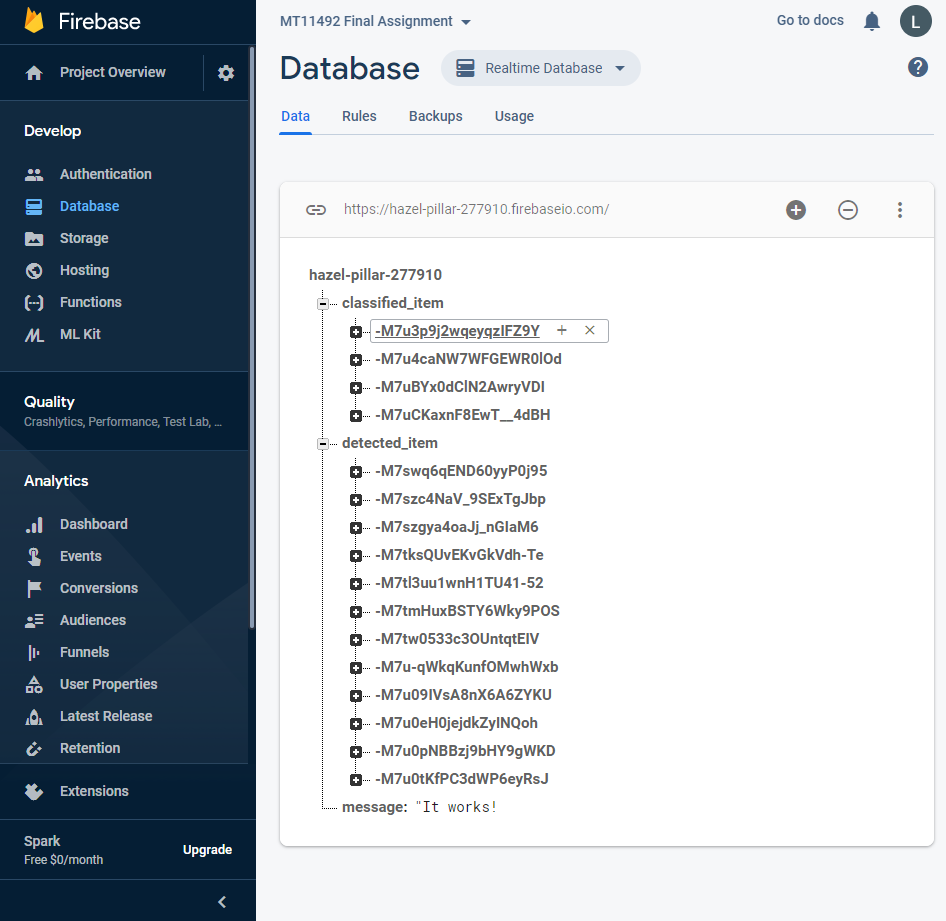 Firebase
Project Overview
Develop
Authentication
Database
Storage
Hosting
Functions
ML Kit
Quality
Crashlytics, Performance, Test Lab, ...
Analytics
Dashboard
Events
Conversions
Audiences
Funnels
User Properties
Latest Release
Retention
Extensions
Spark
Free $0/month
Upgrade
MT11492 Final Assignment
Go to docs
L
Database
Realtime Database
?
Data
Rules
Backups
Usage
https://hazel-pillar-277910.firebaseio.com/
hazel-pillar-277910
classified_item
-M7u3p9j2wqeyqzIFZ9Y
-M7u4caNW7WFGEWR0lOd
-M7uBYx0dClN2AwryVDI
-M7uCKaxnF8EwT__4dBH
detected_item
-M7swq6qEND60yyP0j95
-M7szc4NaV_9SExTgJbp
-M7szgya4oaJj_nGIaM6
-M7tksQUvEKvGkVdh-Te
-M7tl3uu1wnH1TU41-52
-M7tmHuxBSTY6Wky9POS
-M7tw0533c3OUntqtEIV
-M7u-qWkqKunfOMwhWxb
-M7u09IVsA8nX6A6ZYKU
-M7u0eH0jejdkZyINQoh
-M7u0pNBBzj9bHY9gWKD
-M7u0tKfPC3dWP6eyRsJ
message: "It works!